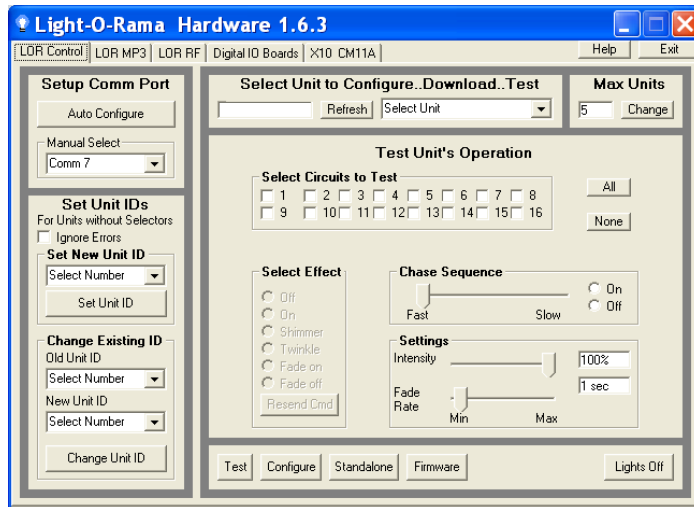 Light-O-Rama Hardware 1.6.3
LOR Control LOR MP3 LOR RF Digital IO Boards X10 CM11A Help Exit
Setup Comm Port
Auto Configure
Manual Select
Comm 7
Set Unit IDs
For Units without Selectors
Ignore Errors
Set New Unit ID
Select Number
Set Unit ID
Change Existing ID
Old Unit ID
Select Number
New Unit ID
Select Number
Change Unit ID
Select Unit to Configure..Download..Test
Refresh Select Unit
Max Units
5 Change
Test Unit's Operation
Select Circuits to Test
1 2 3 4 5 6 7 8
9 10 11 12 13 14 15 16
All
None
Select Effect
Off
On
Shimmer
Twinkle
Fade on
Fade off
Resend Cmd
Chase Sequence
Fast Slow
On
Off
Settings
Intensity 100%
Fade Rate 1 sec
Min Max
Test Configure Standalone Firmware Lights Off